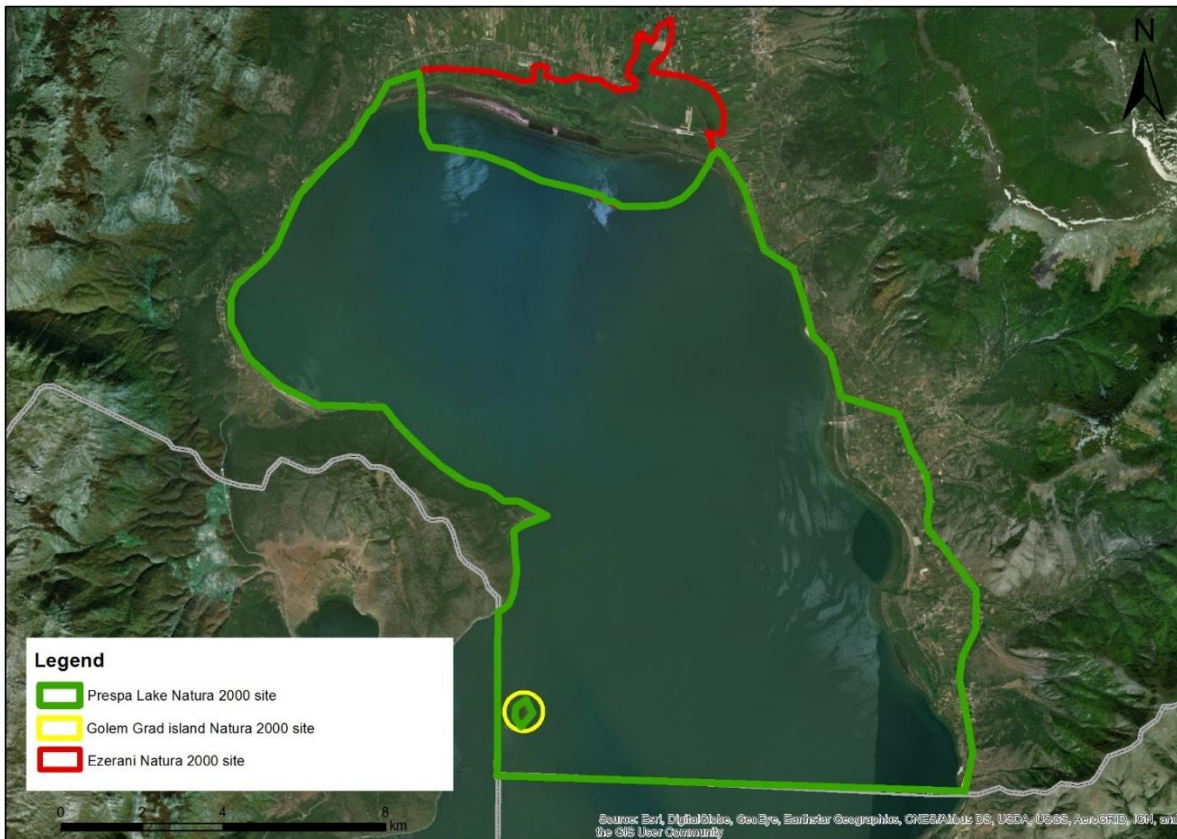 N
Legend
Prespa Lake Natura 2000 site
Golem Grad island Natura 2000 site
Ezerani Natura 2000 site
0 2 4 8
km
Source: Esri, DigitalGlobe, GeoEye, Earthstar Geographics, CNES/Airbus DS, USDA, USGS, AeroGRID, IGN, and
the GIS User Community